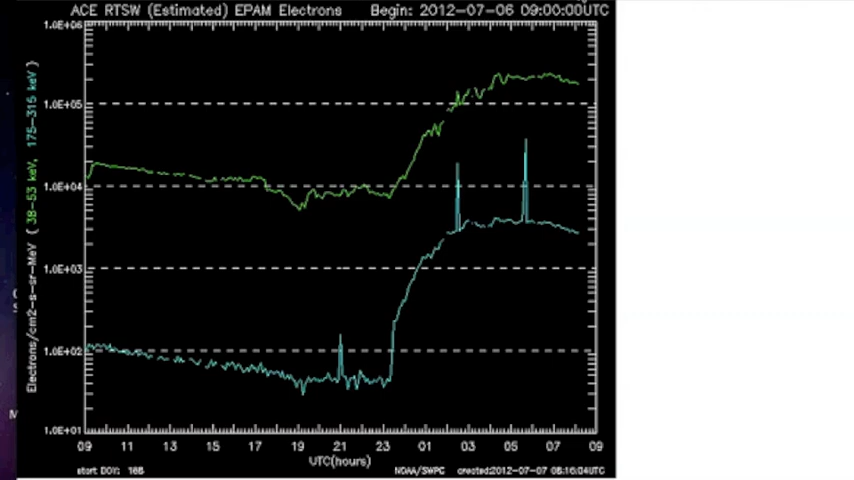 ACE RTSW (Estimated) EPAM Electrons Begin: 2012-07-06 09:00:00UTC
Electrons/cm2-s-sr-MeV ( 38-53 keV, 175-315 keV )
1.0E+06
1.0E+05
1.0E+04
1.0E+03
1.0E+02
1.0E+01
09 11 13 15 17 19 21 23 01 03 05 07 09
UTC(hours)
start DOY: 188 NOAA/SWPC created:2012-07-07 08:16:04UTC
M